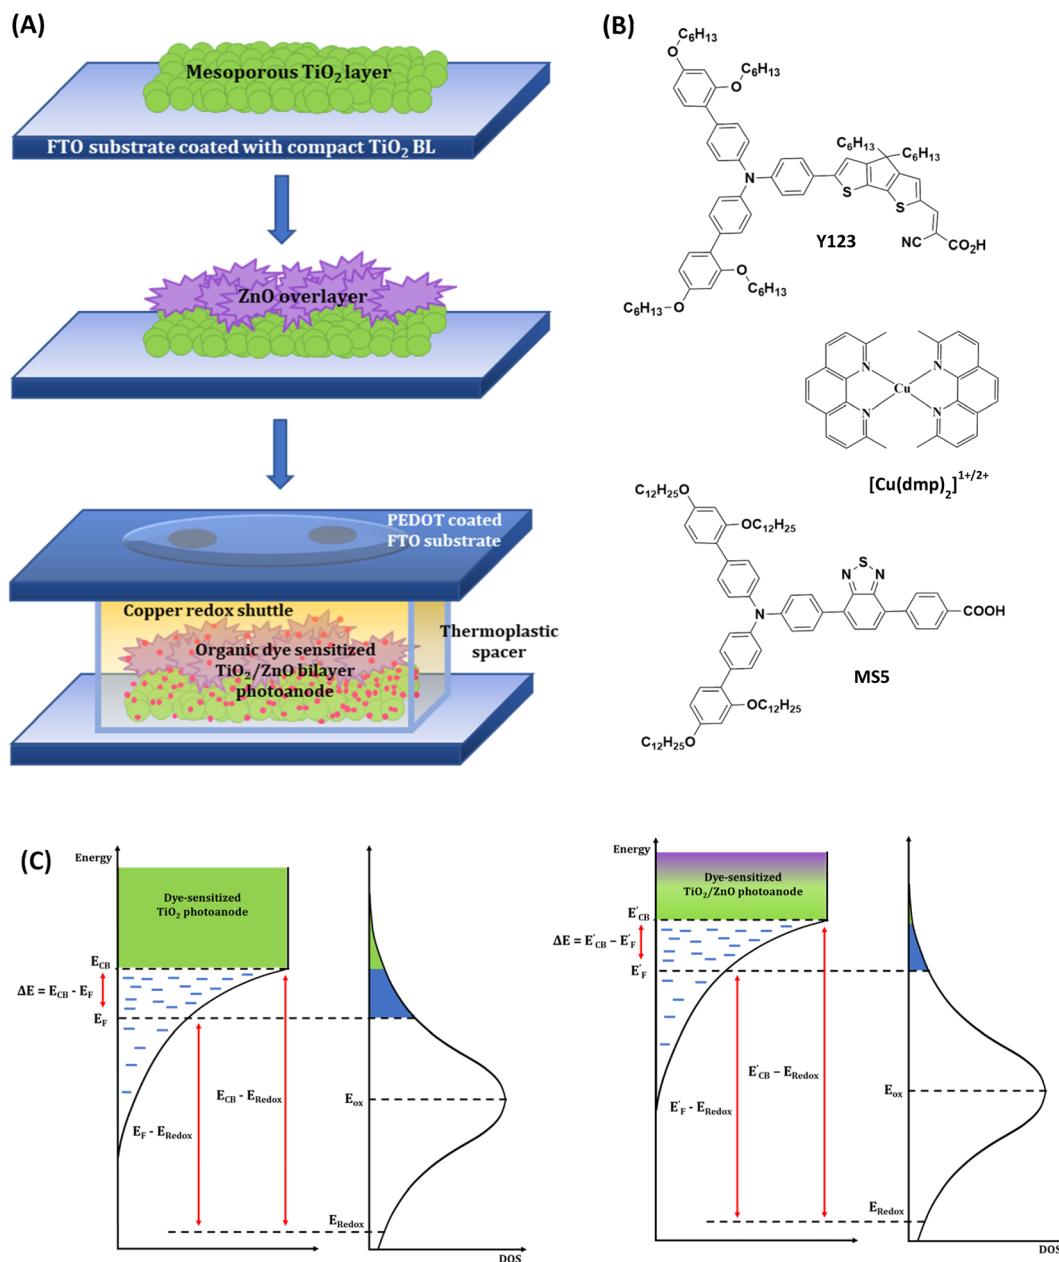 (A)
Mesoporous TiO2 layer
FTO substrate coated with compact TiO2 BL
ZnO overlayer
PEDOT coated
FTO substrate
Copper redox shuttle
Organic dye sensitized
TiO2/ZnO bilayer
photoanode
Thermoplastic
spacer
(B)
C6H13
O
C6H13
O
N
C6H13
C6H13
S
S
NC
CO2H
Y123
O
C6H13
C6H13
O
N
N
Cu
N
N
[Cu(dmp)2]1+/2+
C12H25
O
OC12H25
S
N
N
N
COOH
MS5
OC12H25
C12H25O
(C)
Energy
Dye-sensitized
TiO2 photoanode
ECB
ΔE = ECB - EF
EF
ECB - ERedox
EF - ERedox
Eox
ERedox
DOS
Energy
Dye-sensitized
TiO2/ZnO photoanode
E'CB
ΔE = E'CB – E'F
E'F
E'CB – ERedox
E'F - ERedox
Eox
ERedox
DOS